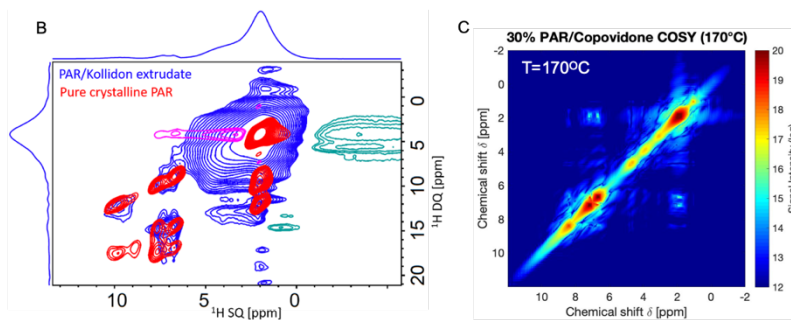 B
PAR/Kollidon extrudate
Pure crystalline PAR
0
5
10
15
20
¹H DQ [ppm]
10
5
0
¹H SQ [ppm]
C
30% PAR/Copovidone COSY (170°C)
T=170°C
-2
0
2
4
6
8
10
Chemical shift δ [ppm]
10
8
6
4
2
0
-2
Chemical shift δ [ppm]
20
19
18
17
16
15
14
13
12
Signal Intensity